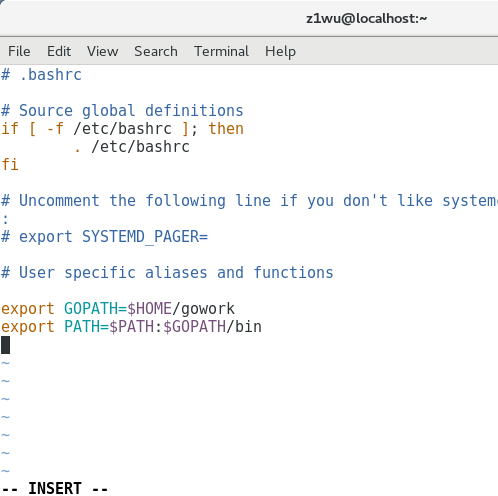 z1wu@localhost:~
File Edit View Search Terminal Help
# .bashrc
# Source global definitions
if [ -f /etc/bashrc ]; then
        . /etc/bashrc
fi
# Uncomment the following line if you don't like
:
# export SYSTEMD_PAGER=
# User specific aliases and functions
export GOPATH=$HOME/gowork
export PATH=$PATH:$GOPATH/bin
~
~
~
~
~
~
~
-- INSERT --